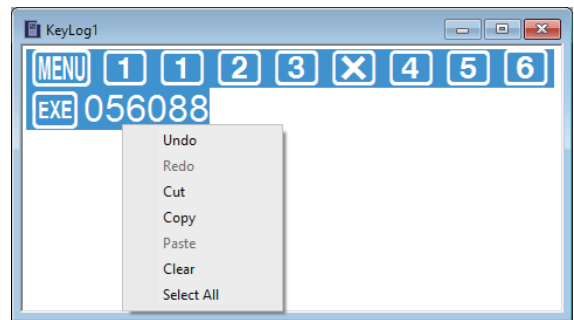 KeyLog1
MENU 1 1 2 3 × 4 5 6
EXE 056088
Undo
Redo
Cut
Copy
Paste
Clear
Select All